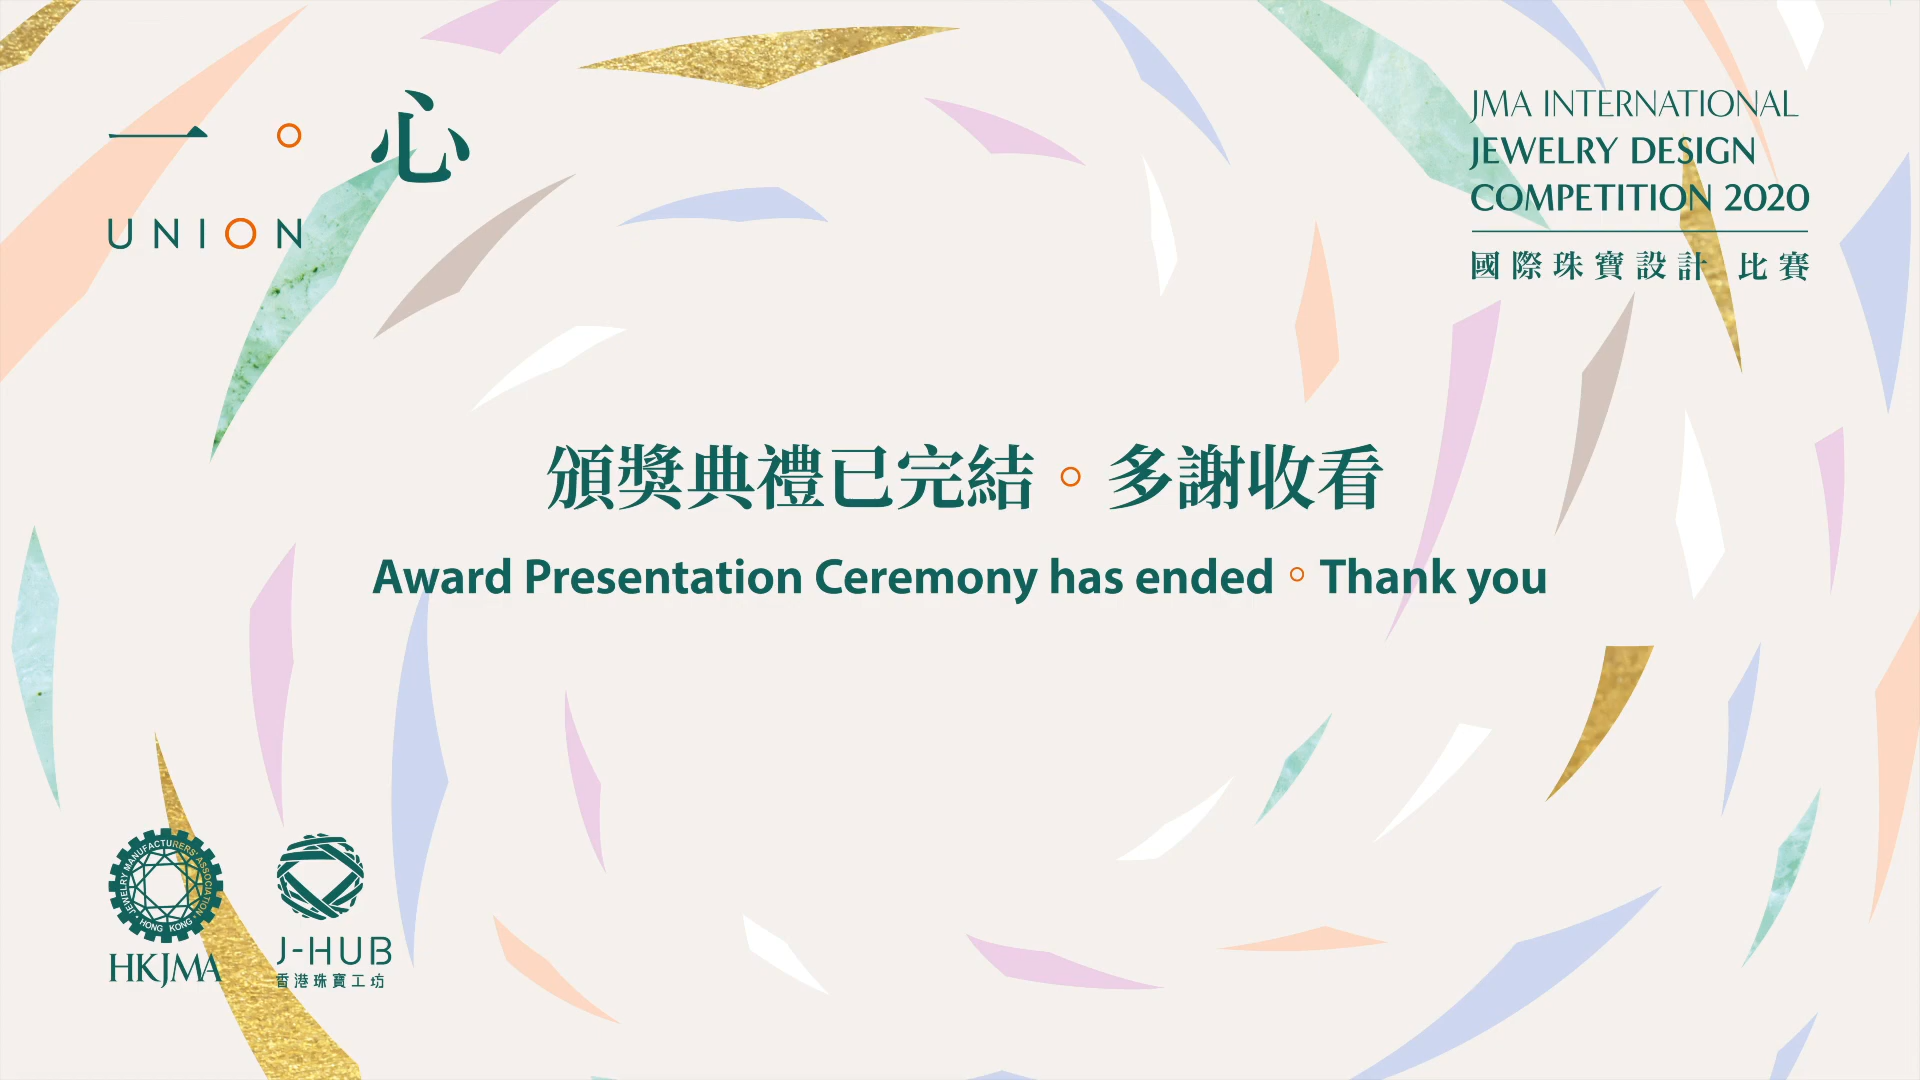 一。心
UNION
JMA INTERNATIONAL
JEWELRY DESIGN
COMPETITION 2020
國際珠寶設計 比賽
頒獎典禮已完結。多謝收看
Award Presentation Ceremony has ended。Thank you
JEWELRY MANUFACTURERS' ASSOCIATION
• HONG KONG •
HKJMA
J-HUB
香港珠寶工坊